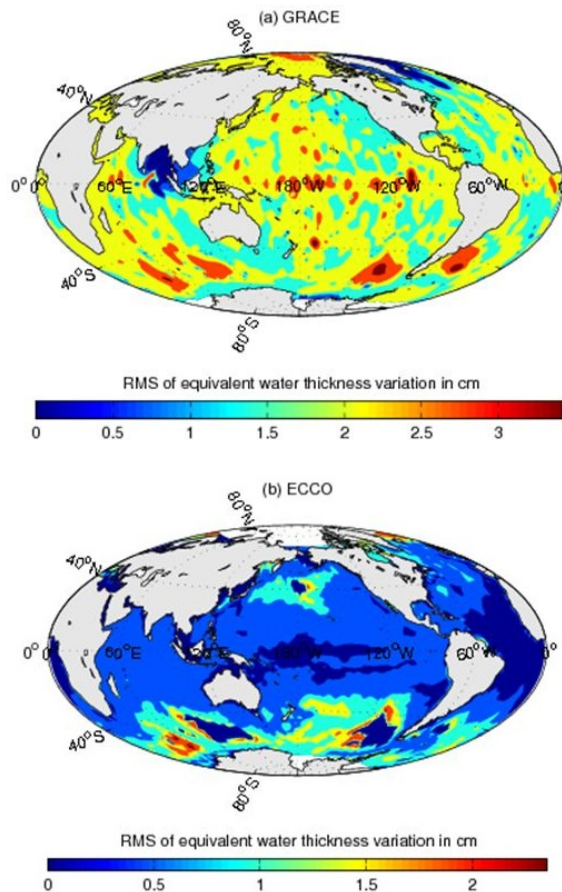 (a) GRACE
80°N
40°N
0° 0° 60°E 120°E 180°W 120°W 60°W 0°
40°S
80°S
RMS of equivalent water thickness variation in cm
0 0.5 1 1.5 2 2.5 3
(b) ECCO
80°N
40°N
0° 0° 60°E 120°E 180°W 120°W 60°W 0°
40°S
80°S
RMS of equivalent water thickness variation in cm
0 0.5 1 1.5 2